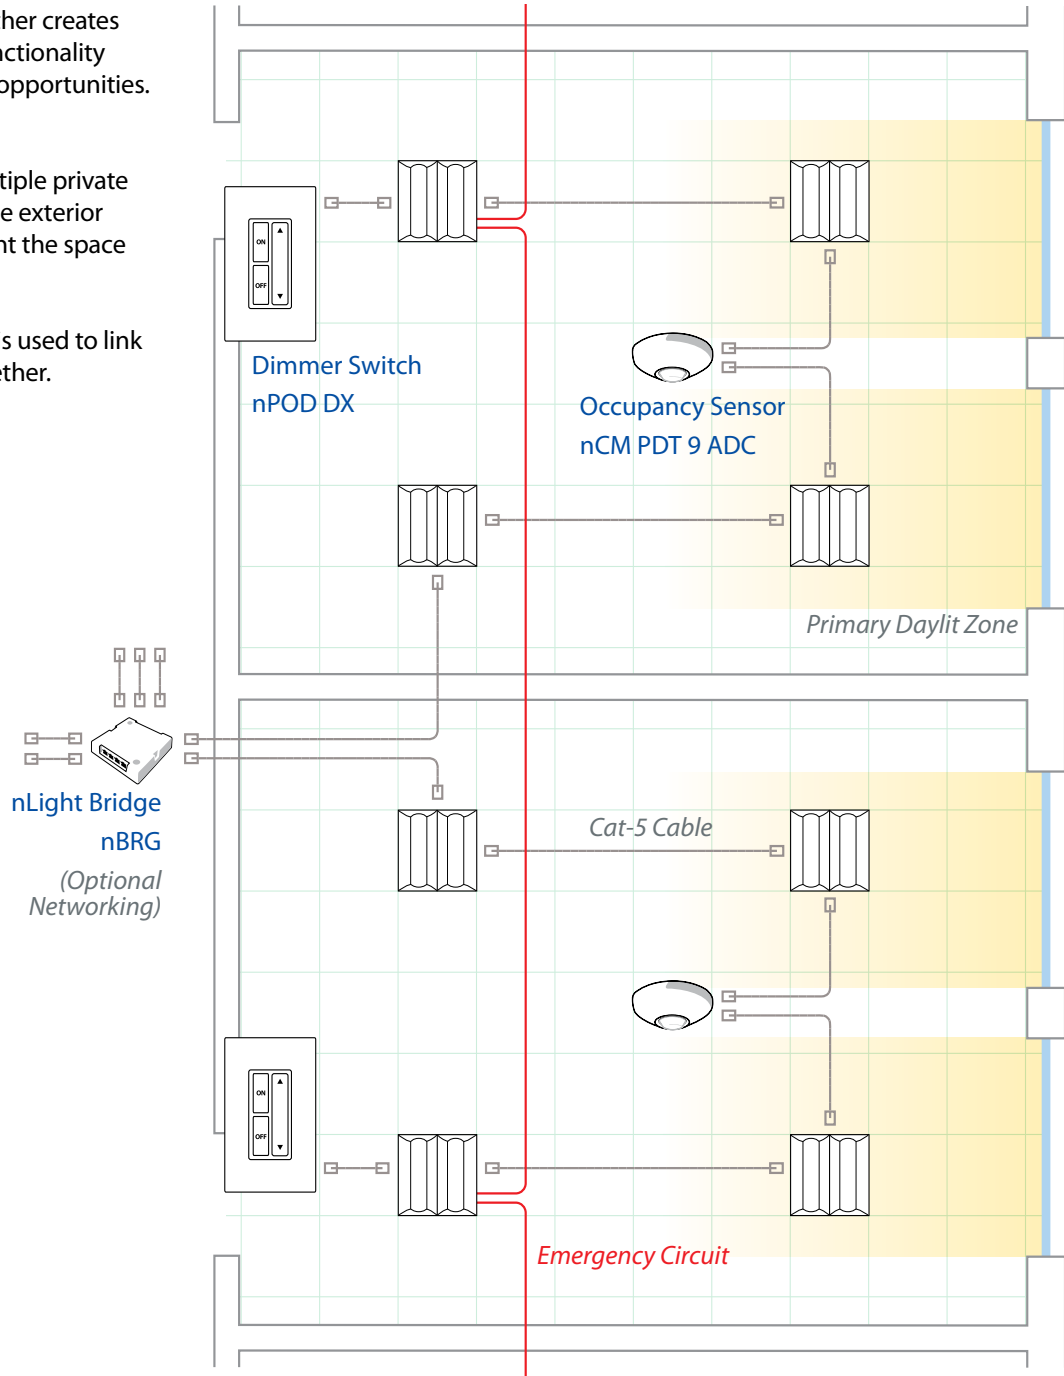 ther creates
nctionality
opportunities.
tiple private
e exterior
nt the space
s used to link
ether.
ON
OFF
Dimmer Switch
nPOD DX
Occupancy Sensor
nCM PDT 9 ADC
Primary Daylit Zone
nLight Bridge
nBRG
(Optional
Networking)
Cat-5 Cable
ON
OFF
Emergency Circuit